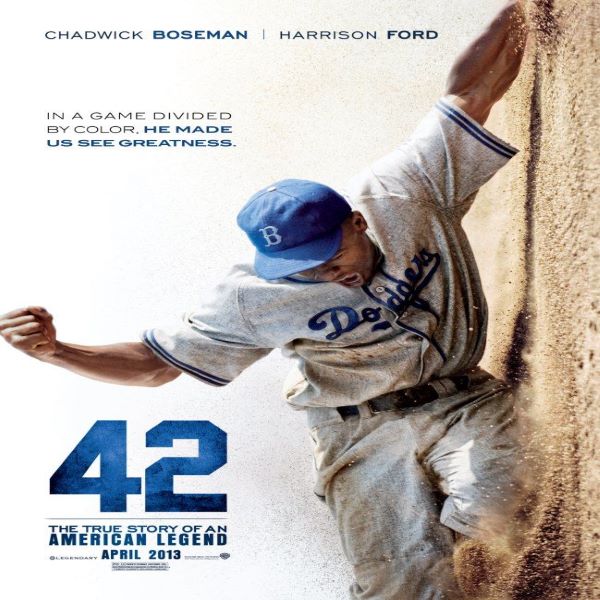 CHADWICK BOSEMAN | HARRISON FORD
IN A GAME DIVIDED
BY COLOR, HE MADE
US SEE GREATNESS.
B
Dodgers
42
THE TRUE STORY OF AN
AMERICAN LEGEND
LEGENDARY APRIL 2013